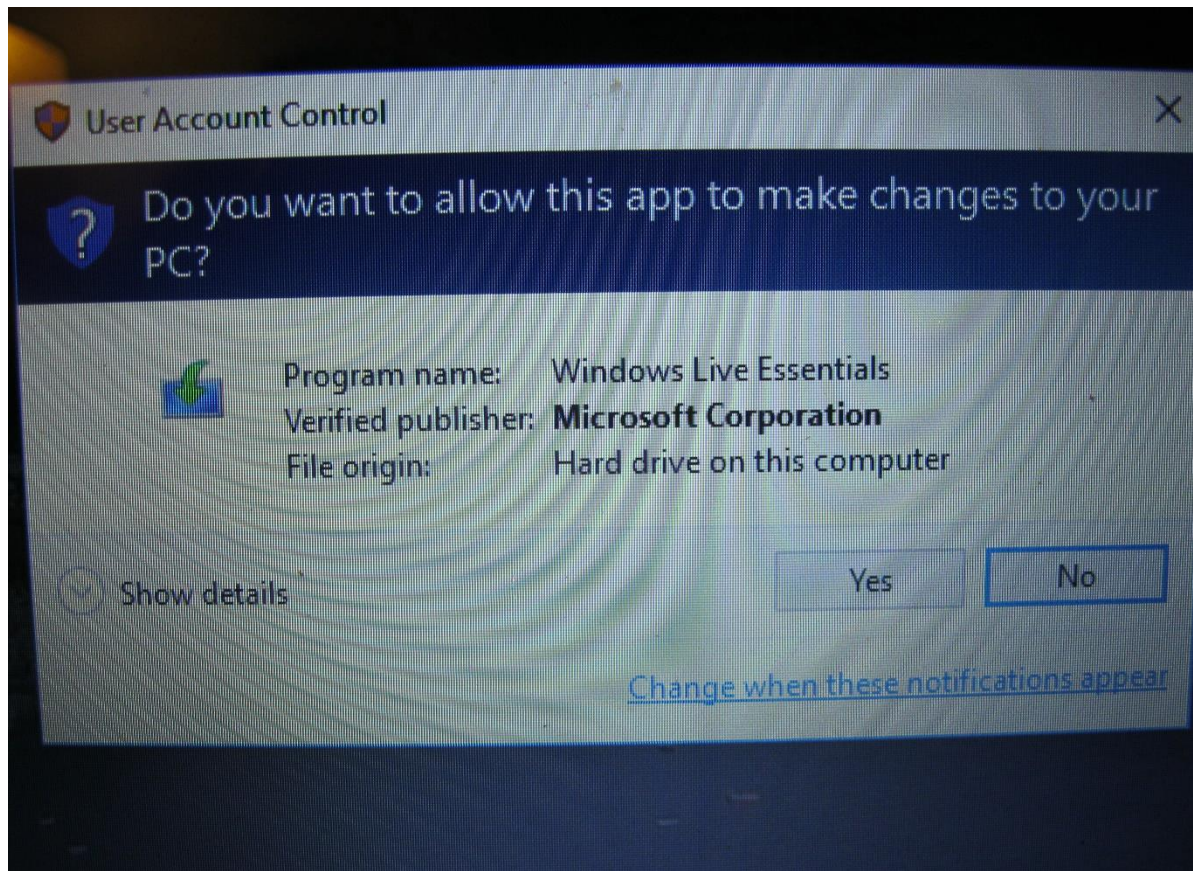 User Account Control
Do you want to allow this app to make changes to your
PC?
Program name: Windows Live Essentials
Verified publisher: Microsoft Corporation
File origin: Hard drive on this computer
Show details
Yes
No
Change when these notifications appear